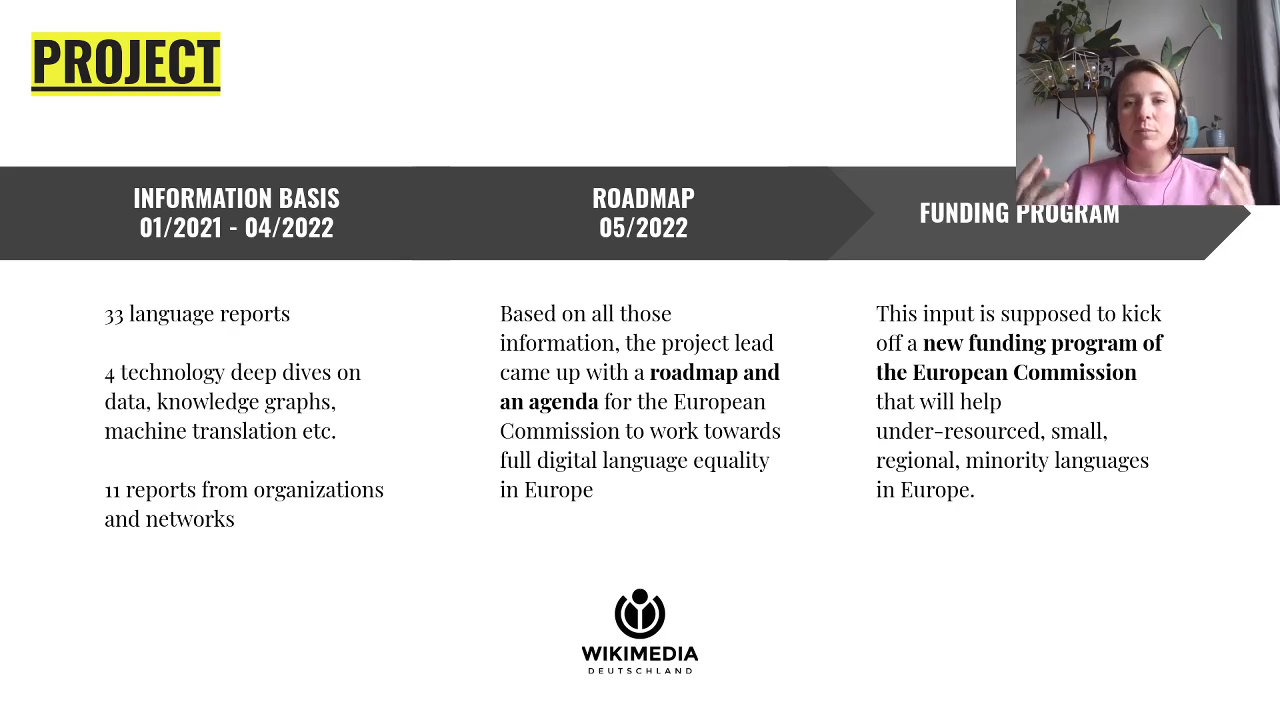 PROJECT
INFORMATION BASIS
01/2021 - 04/2022
ROADMAP
05/2022
FUNDING PROGRAM
33 language reports
4 technology deep dives on
data, knowledge graphs,
machine translation etc.
11 reports from organizations
and networks
Based on all those
information, the project lead
came up with a roadmap and
an agenda for the European
Commission to work towards
full digital language equality
in Europe
This input is supposed to kick
off a new funding program of
the European Commission
that will help
under-resourced, small,
regional, minority languages
in Europe.
WIKIMEDIA
DEUTSCHLAND